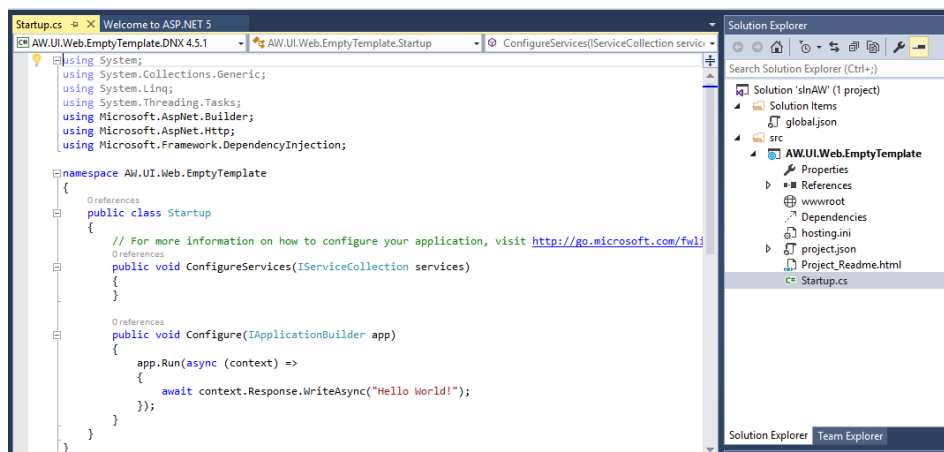 Startup.cs
Welcome to ASP.NET 5
AW.UI.Web.EmptyTemplate.DNX 4.5.1
AW.UI.Web.EmptyTemplate.Startup
ConfigureServices(IServiceCollection servic
using System;
using System.Collections.Generic;
using System.Linq;
using System.Threading.Tasks;
using Microsoft.AspNet.Builder;
using Microsoft.AspNet.Http;
using Microsoft.Framework.DependencyInjection;
namespace AW.UI.Web.EmptyTemplate
{
0 references
public class Startup
{
// For more information on how to configure your application, visit http://go.microsoft.com/fwli
0 references
public void ConfigureServices(IServiceCollection services)
{
}
0 references
public void Configure(IApplicationBuilder app)
{
app.Run(async (context) =>
{
await context.Response.WriteAsync("Hello World!");
});
}
}
}
Solution Explorer
Search Solution Explorer (Ctrl+;)
Solution 'slnAW' (1 project)
Solution Items
global.json
src
AW.UI.Web.EmptyTemplate
Properties
References
wwwroot
Dependencies
hosting.ini
project.json
Project_Readme.html
C# Startup.cs
Solution Explorer
Team Explorer